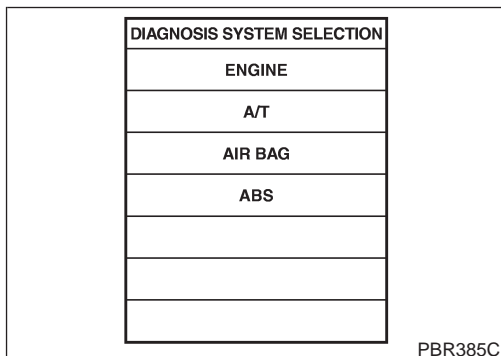 DIAGNOSIS SYSTEM SELECTION
ENGINE
A/T
AIR BAG
ABS
PBR385C